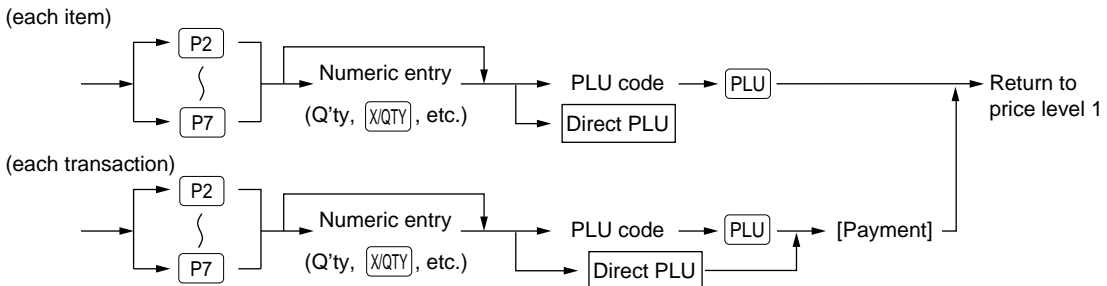 (each item)
P2
Numeric entry PLU code PLU Return to
price level 1
(Q'ty, X/QTY, etc.) Direct PLU
P7
(each transaction)
P2
Numeric entry PLU code PLU [Payment]
(Q'ty, X/QTY, etc.) Direct PLU
P7